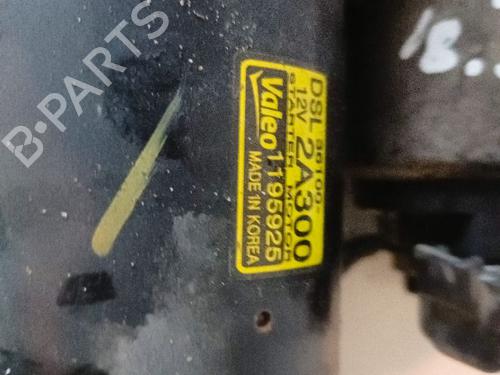 DSL 36100-
12V 2A300
STARTER MOTOR
Valeo 1195925
MADE IN KOREA
B-PARTS